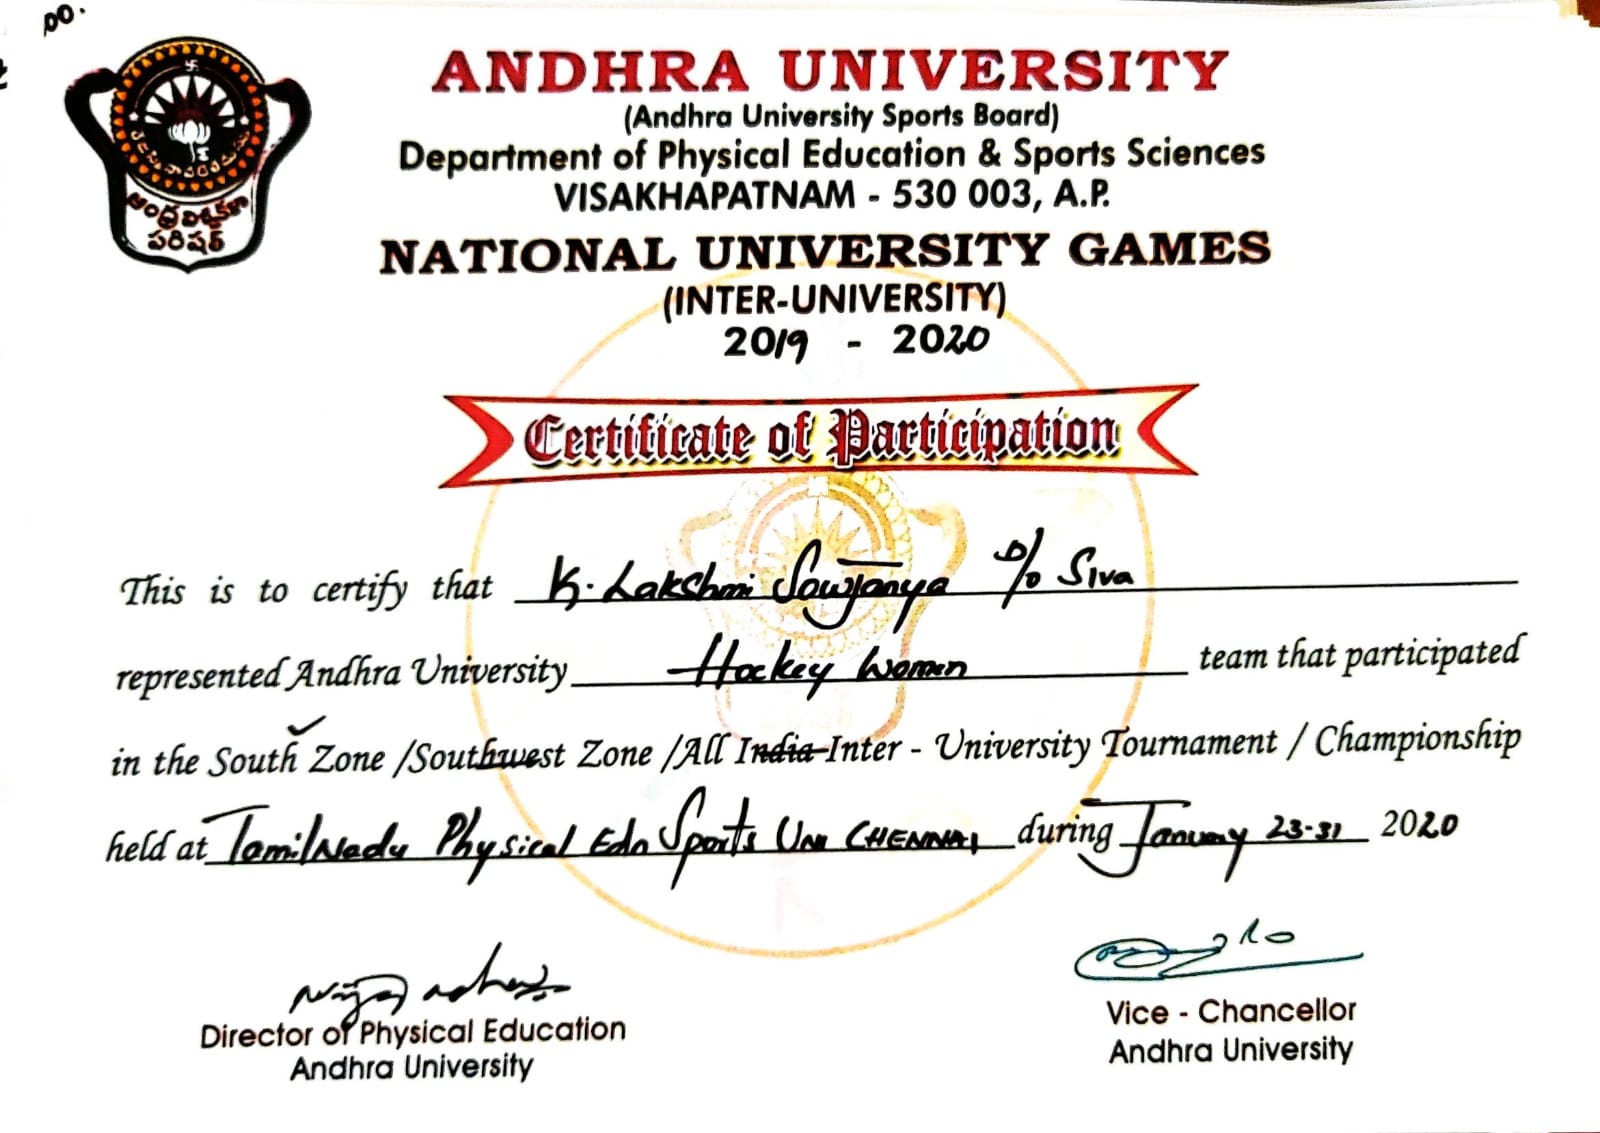 ANDHRA UNIVERSITY
(Andhra University Sports Board)
Department of Physical Education & Sports Sciences
VISAKHAPATNAM - 530 003, A.P.
ఆంధ్ర విశ్వకళా
పరిషత్
NATIONAL UNIVERSITY GAMES
(INTER-UNIVERSITY)
2019 - 2020
Certificate of Participation
This is to certify that K. Lakshmi Sowjanya D/o Siva
represented Andhra University Hockey Women team that participated
in the South Zone /Southwest Zone /All India Inter - University Tournament / Championship
held at TamilNadu Physical Edn Sports Uni CHENNAI during January 23-31 2020
Director of Physical Education
Andhra University
Vice - Chancellor
Andhra University